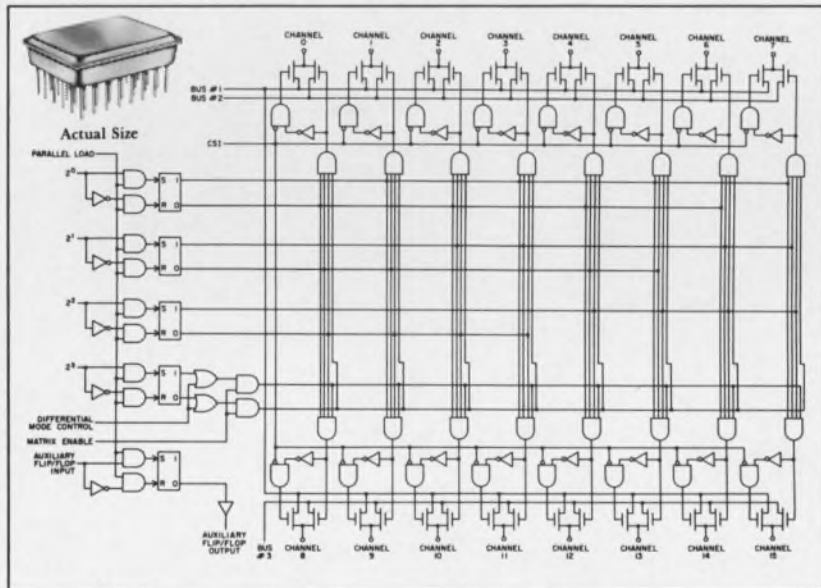 CHANNEL 0
CHANNEL 1
CHANNEL 2
CHANNEL 3
CHANNEL 4
CHANNEL 5
CHANNEL 6
CHANNEL 7
BUS #1
BUS #2
Actual Size
CSI
PARALLEL LOAD
2⁰
S 1
R 0
2¹
S 1
R 0
2²
S 1
R 0
2³
S 1
R 0
DIFFERENTIAL
MODE CONTROL
MATRIX ENABLE
AUXILIARY
FLIP/FLOP
INPUT
S 1
R 0
AUXILIARY
FLIP/FLOP
OUTPUT
BUS
#3
CHANNEL 8
CHANNEL 9
CHANNEL 10
CHANNEL 11
CHANNEL 12
CHANNEL 13
CHANNEL 14
CHANNEL 15